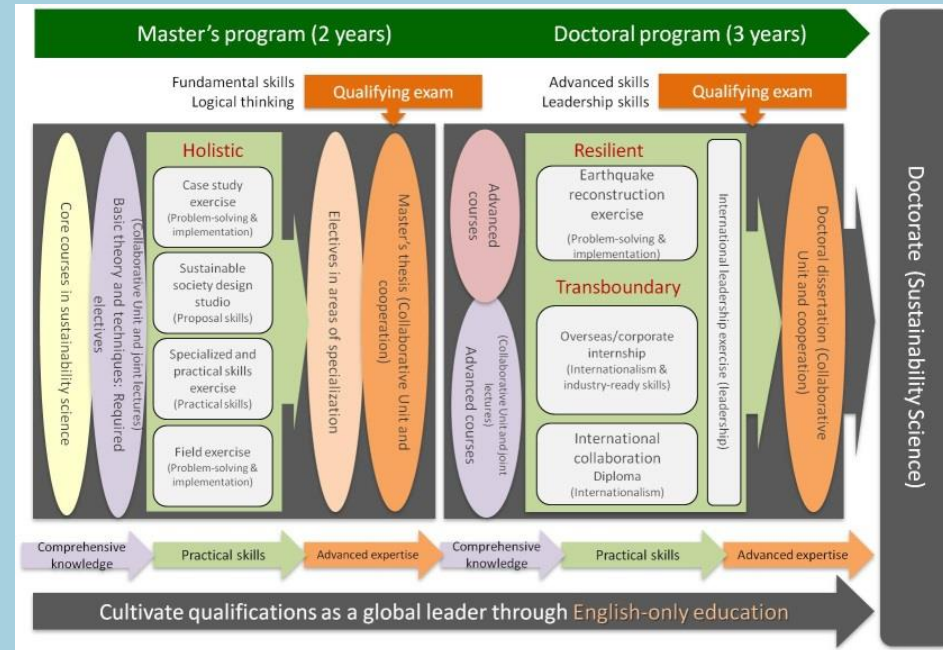 Master's program (2 years)
Doctoral program (3 years)
Fundamental skills
Logical thinking
Qualifying exam
Advanced skills
Leadership skills
Qualifying exam
Core courses in sustainability science
(Collaborative Unit and joint lectures)
Basic theory and techniques: Required
electives
Holistic
Case study
exercise
(Problem-solving &
implementation)
Sustainable
society design
studio
(Proposal skills)
Specialized and
practical skills
exercise
(Practical skills)
Field exercise
(Problem-solving &
implementation)
Electives in areas of specialization
Master's thesis (Collaborative Unit and
cooperation)
Advanced
courses
(Collaborative Unit and joint
lectures)
Advanced courses
Resilient
Earthquake
reconstruction
exercise
(Problem-solving &
implementation)
Transboundary
Overseas/corporate
internship
(Internationalism &
industry-ready skills)
International
collaboration
Diploma
(Internationalism)
International leadership exercise (leadership)
Doctoral dissertation (Collaborative
Unit and cooperation)
Doctorate (Sustainability Science)
Comprehensive
knowledge
Practical skills
Advanced expertise
Comprehensive
knowledge
Practical skills
Advanced expertise
Cultivate qualifications as a global leader through English-only education